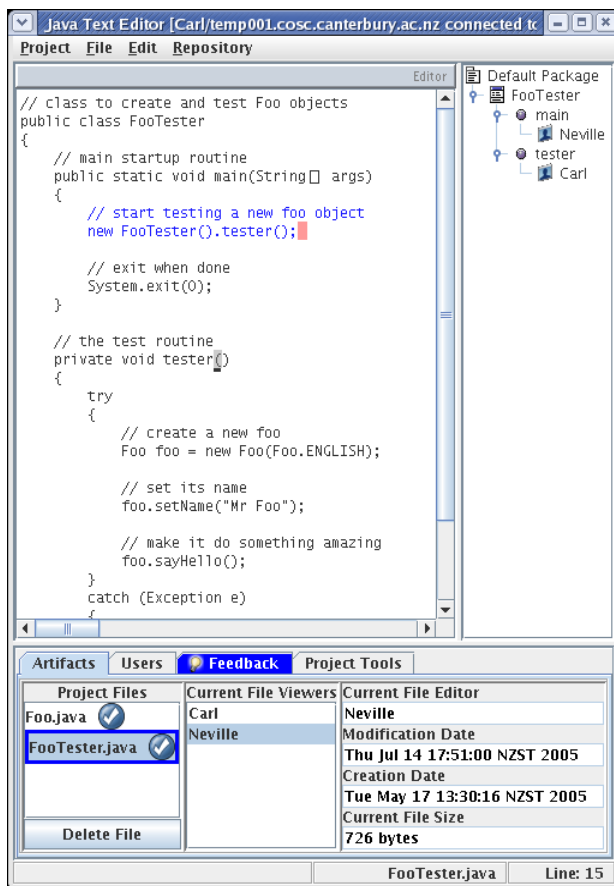 Java Text Editor [Carl/temp001.cosc.canterbury.ac.nz connected to
Project File Edit Repository
Editor
// class to create and test Foo objects
public class FooTester
{
// main startup routine
public static void main(String[] args)
{
// start testing a new foo object
new FooTester().tester();
// exit when done
System.exit(0);
}
// the test routine
private void tester()
{
try
{
// create a new foo
Foo foo = new Foo(Foo.ENGLISH);
// set its name
foo.setName("Mr Foo");
// make it do something amazing
foo.sayHello();
}
catch (Exception e)
{
Default Package
FooTester
main
Neville
tester
Carl
Artifacts Users Feedback Project Tools
Project Files
Foo.java
FooTester.java
Delete File
Current File Viewers
Carl
Neville
Current File Editor
Neville
Modification Date
Thu Jul 14 17:51:00 NZST 2005
Creation Date
Tue May 17 13:30:16 NZST 2005
Current File Size
726 bytes
FooTester.java Line: 15